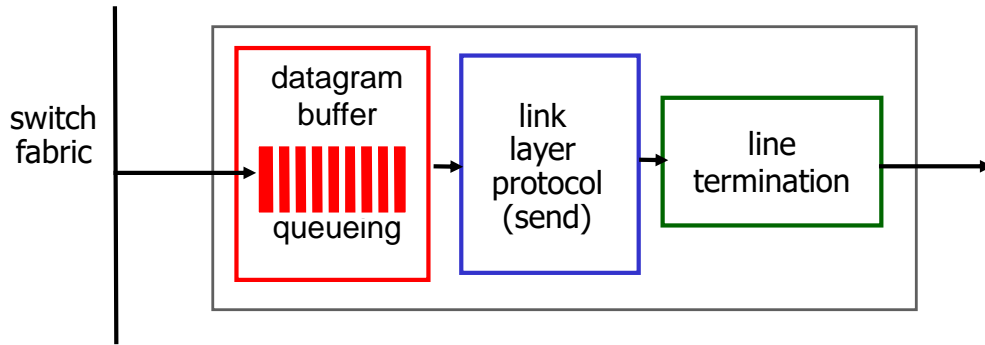 switch
fabric
datagram
buffer
queueing
link
layer
protocol
(send)
line
termination